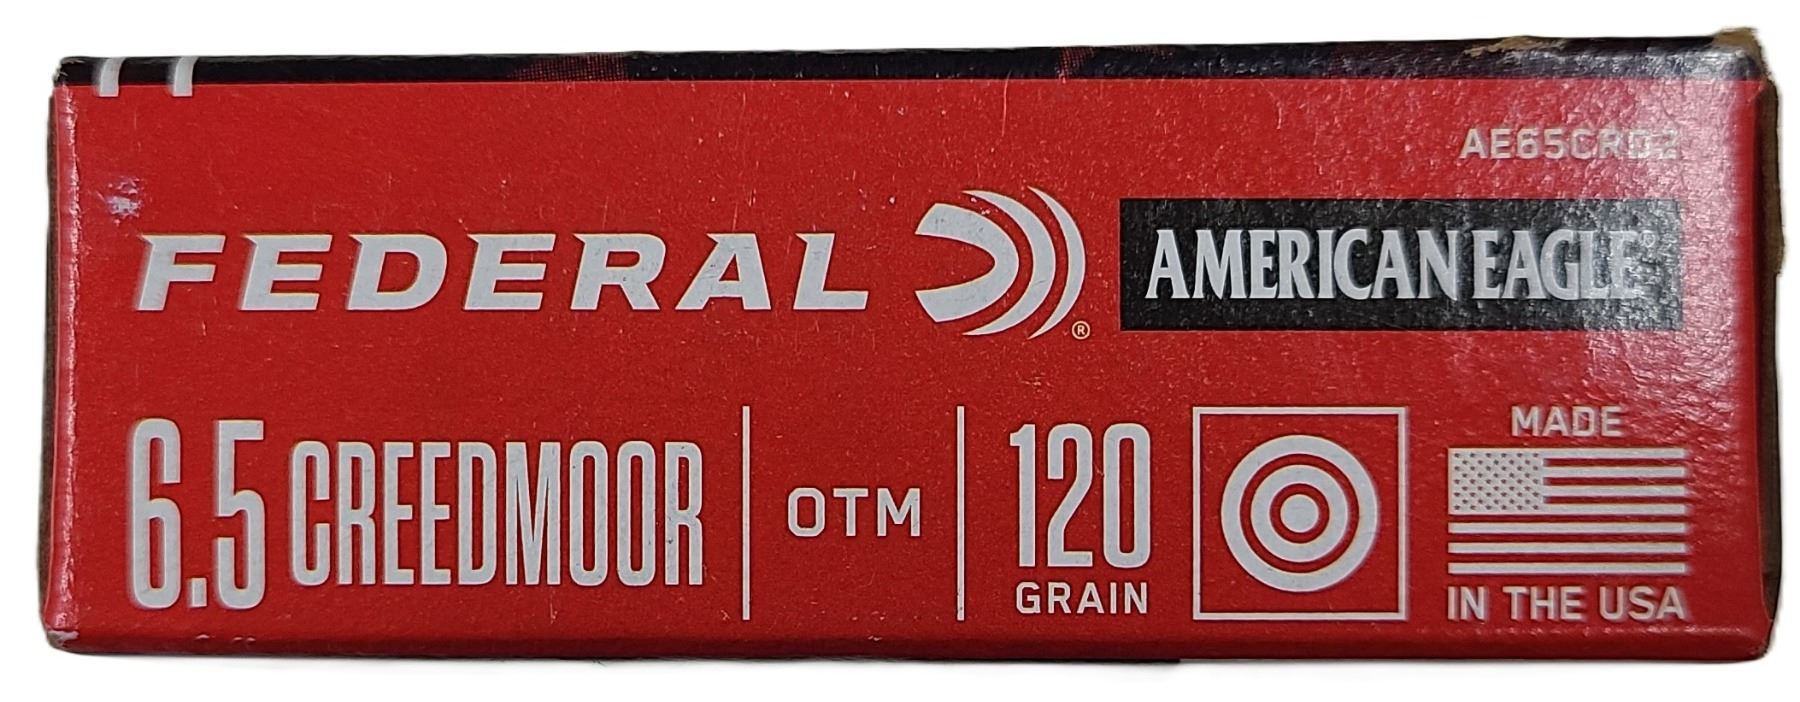 AE65CRD2
FEDERAL® AMERICAN EAGLE®
6.5 CREEDMOOR
OTM
120
GRAIN
MADE
IN THE USA